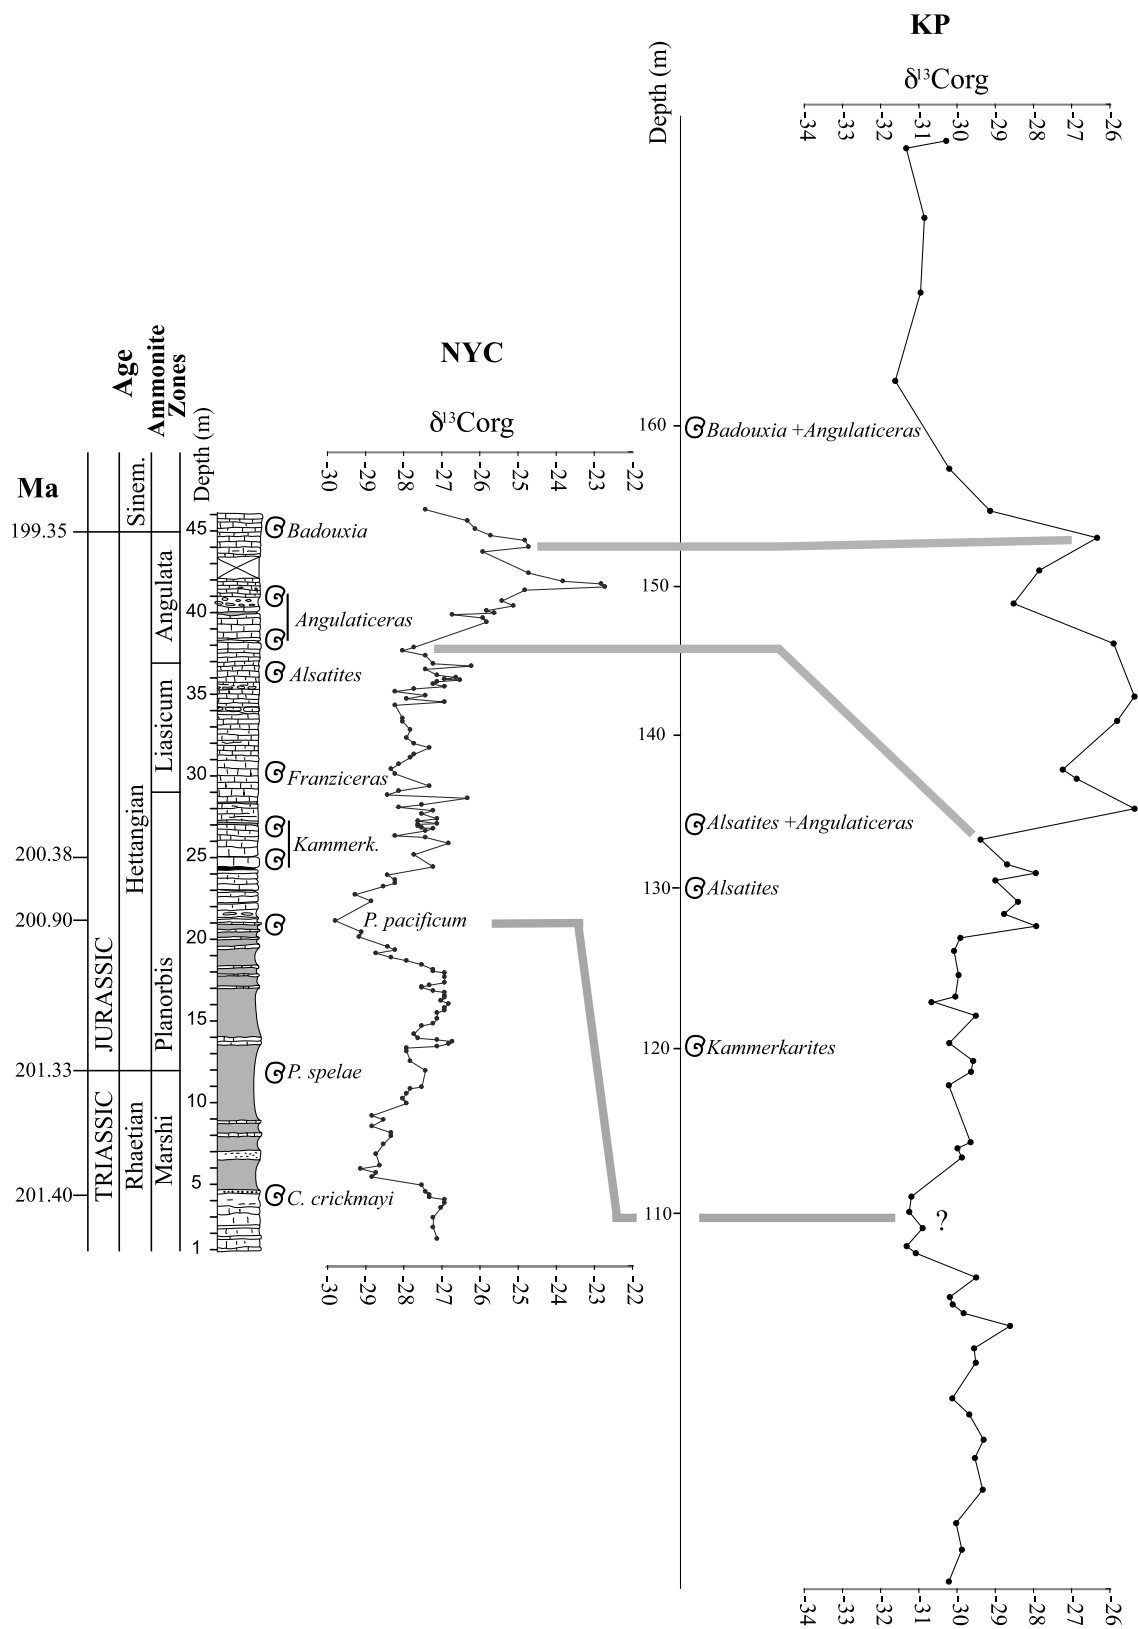 KP
δ¹³Corg
Depth (m)
-34 -33 -32 -31 -30 -29 -28 -27 -26
NYC
δ¹³Corg
-30 -29 -28 -27 -26 -25 -24 -23 -22
Age
Ammonite
Zones
Depth (m)
Ma
199.35
200.38
200.90
201.33
201.40
JURASSIC
TRIASSIC
Sinem.
Hettangian
Rhaetian
Angulata
Liasicum
Planorbis
Marshi
45
40
35
30
25
20
15
10
5
1
Badouxia
Angulaticeras
Alsatites
Franziceras
Kammerk.
P. pacificum
P. spelae
C. crickmayi
-30 -29 -28 -27 -26 -25 -24 -23 -22
160
150
140
130
120
110
Badouxia +Angulaticeras
Alsatites +Angulaticeras
Alsatites
Kammerkarites
?
-34 -33 -32 -31 -30 -29 -28 -27 -26